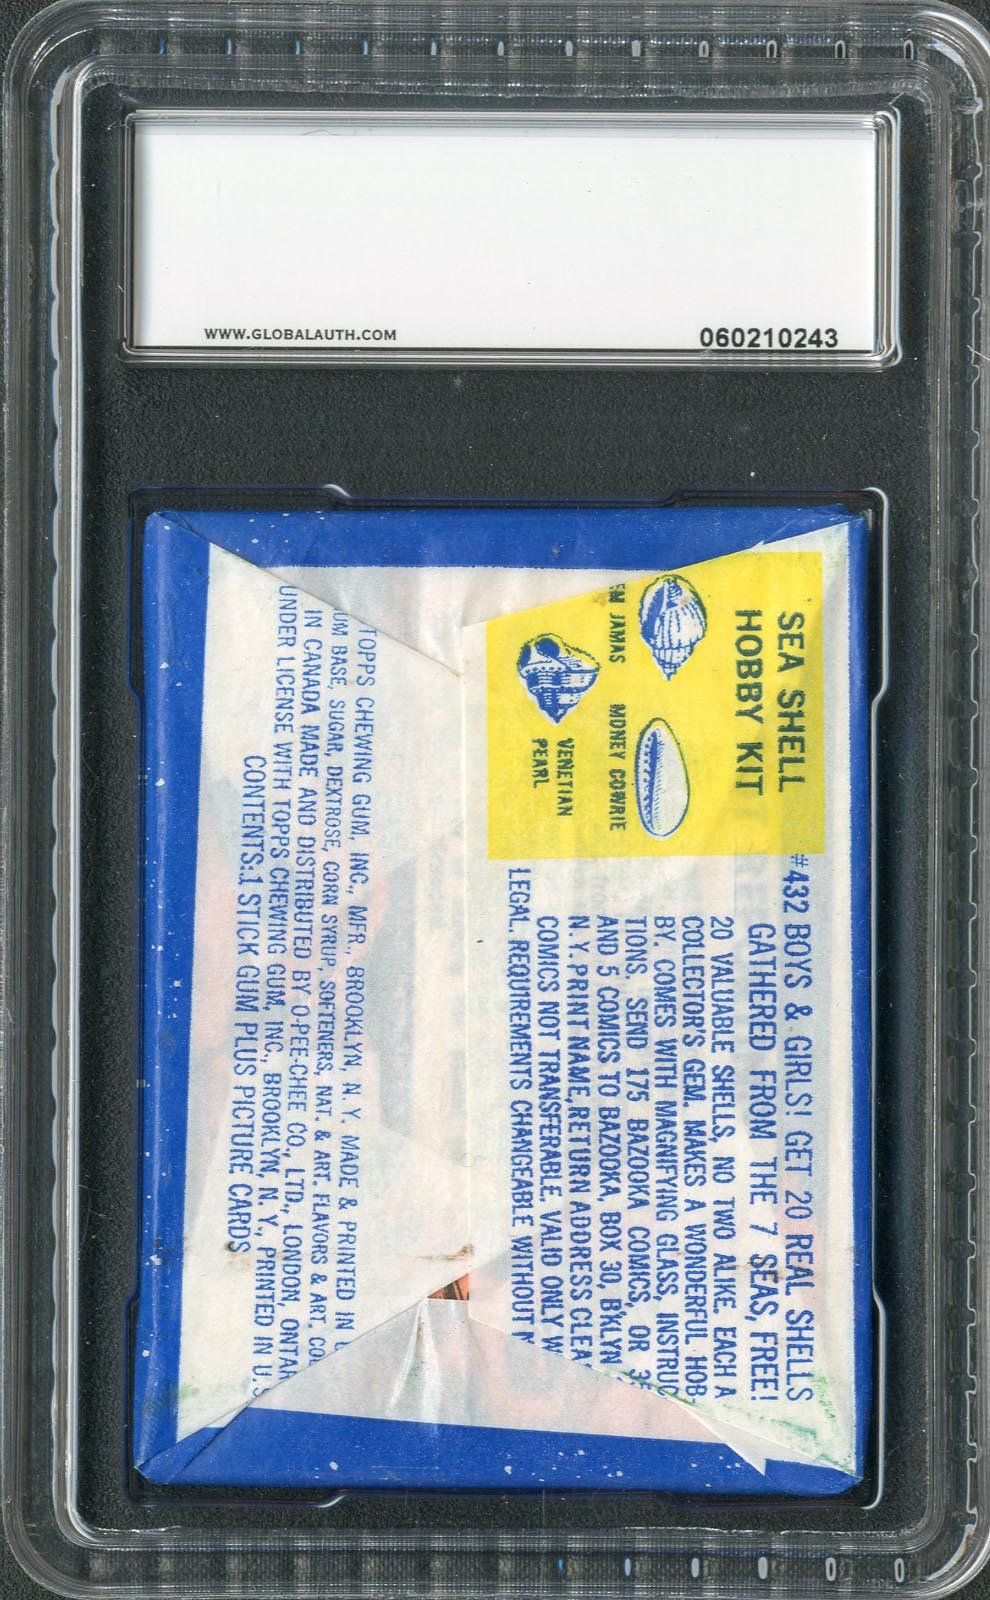 WWW.GLOBALAUTH.COM
060210243
SEA SHELL
HOBBY KIT
EM JAMAS
MONEY COWRIE
VENETIAN
PEARL
#432 BOYS & GIRLS! GET 20 REAL SHELLS
GATHERED FROM THE 7 SEAS, FREE!
20 VALUABLE SHELLS, NO TWO ALIKE. EACH A
COLLECTOR'S GEM. MAKES A WONDERFUL HOB-
BY. COMES WITH MAGNIFYING GLASS, INSTRUC
TIONS. SEND 175 BAZOOKA COMICS, OR 35
AND 5 COMICS TO BAZOOKA, BOX 30, B'KLYN
N.Y. PRINT NAME, RETURN ADDRESS CLEA
COMICS NOT TRANSFERABLE. VALID ONLY W
LEGAL. REQUIREMENTS CHANGEABLE WITHOUT N
TOPPS CHEWING GUM, INC., MFR., BROOKLYN, N. Y. MADE & PRINTED IN U
UM BASE, SUGAR, DEXTROSE, CORN SYRUP, SOFTENERS, NAT. & ART. FLAVORS & ART. COL
IN CANADA MADE AND DISTRIBUTED BY O-PEE-CHEE CO., LTD., LONDON, ONTAR
UNDER LICENSE WITH TOPPS CHEWING GUM, INC., BROOKLYN, N. Y., PRINTED IN U.S
CONTENTS: 1 STICK GUM PLUS PICTURE CARDS